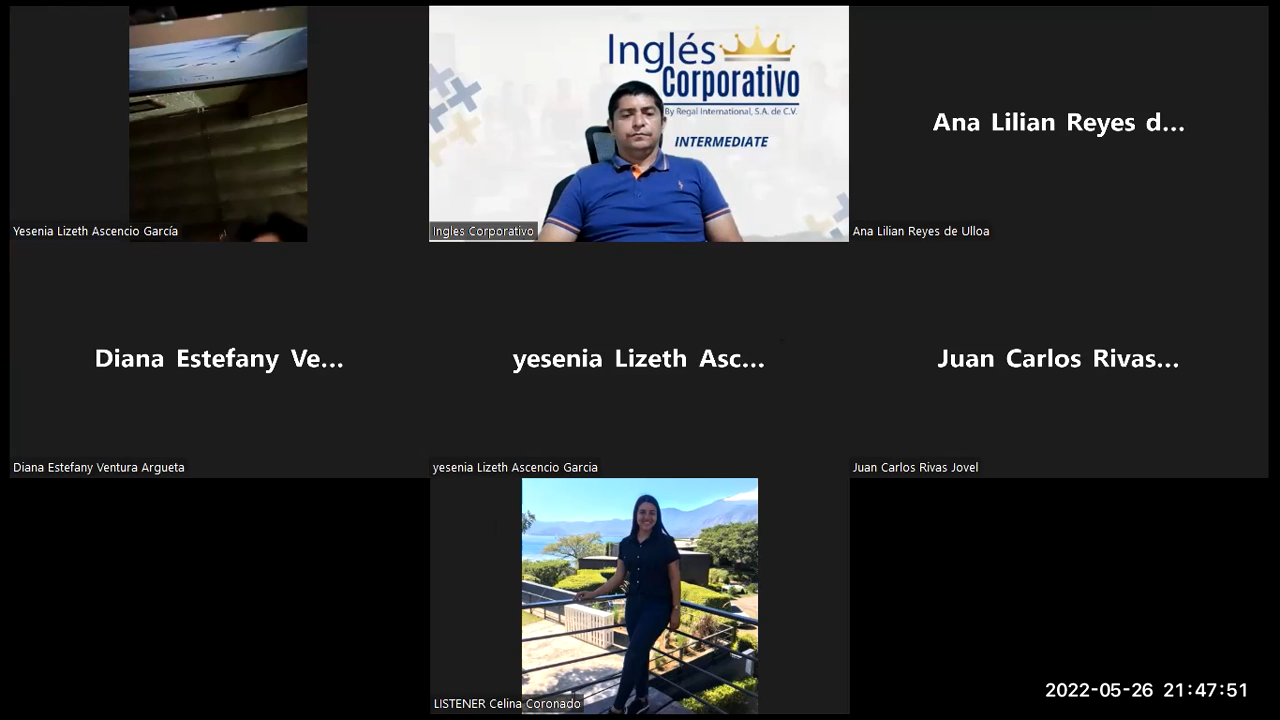 Inglés
Corporativo
By Regal International, S.A. de C.V.
INTERMEDIATE
Ana Lilian Reyes d...
Yesenia Lizeth Ascencio García
Ingles Corporativo
Ana Lilian Reyes de Ulloa
Diana Estefany Ve...
yesenia Lizeth Asc...
Juan Carlos Rivas...
Diana Estefany Ventura Argueta
yesenia Lizeth Ascencio Garcia
Juan Carlos Rivas Jovel
LISTENER Celina Coronado
2022-05-26 21:47:51